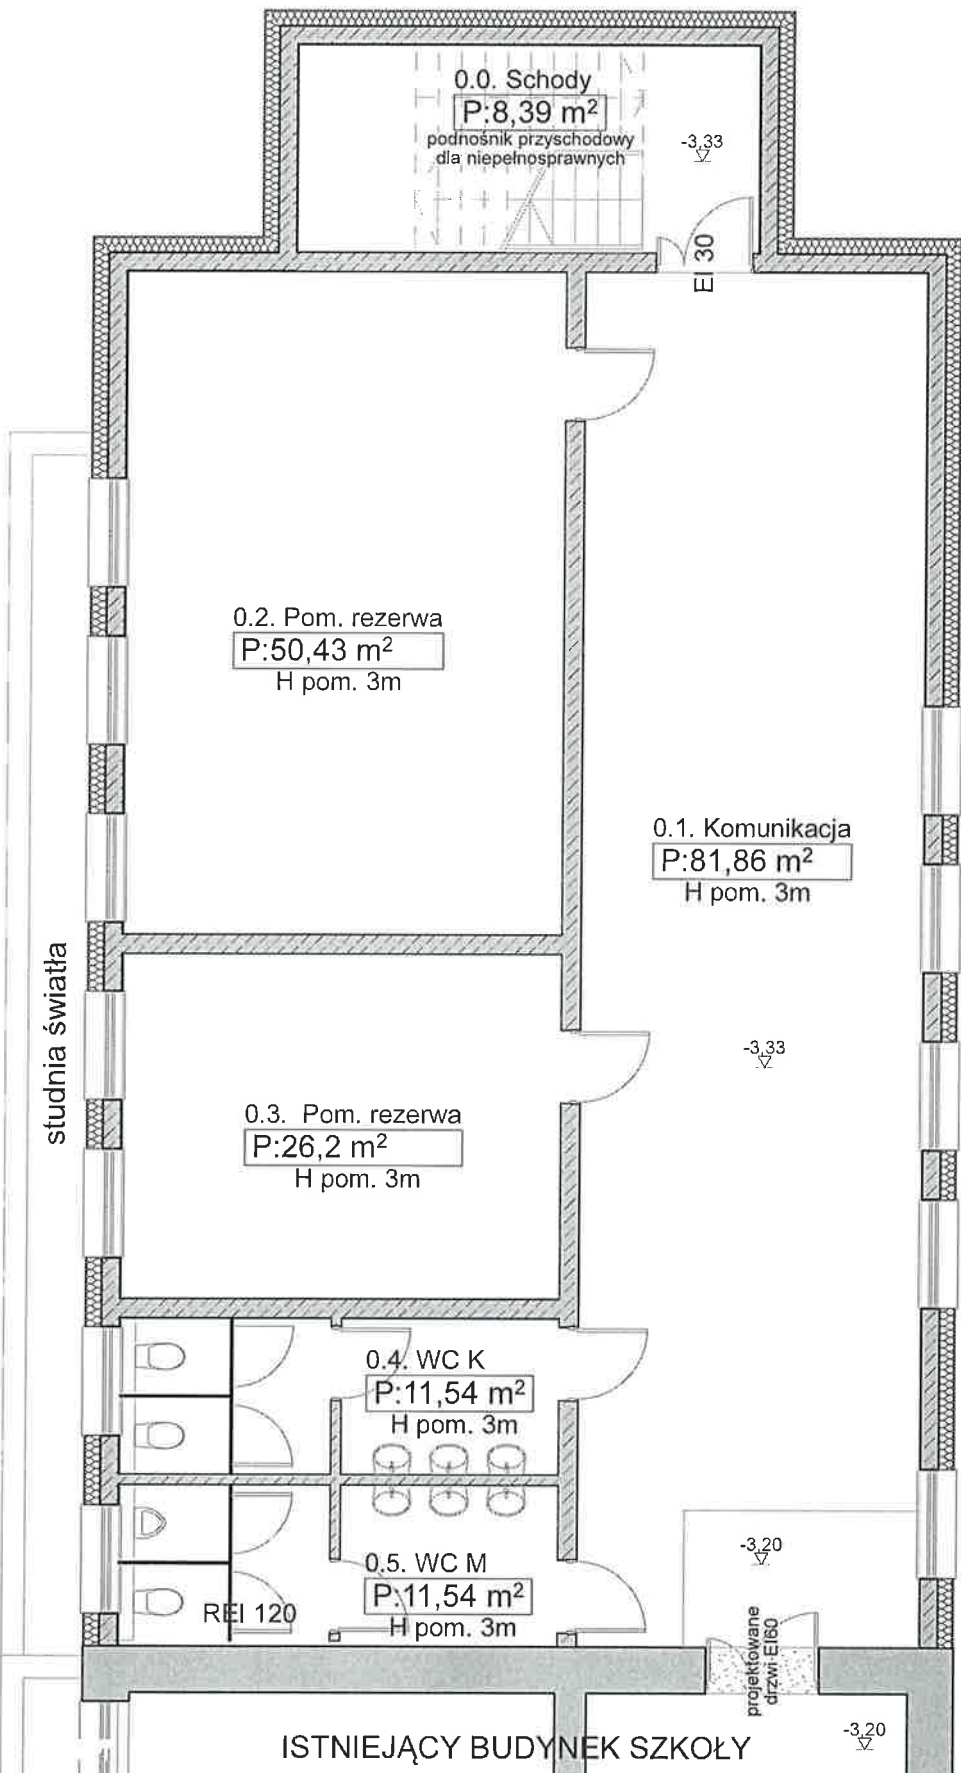 0.0. Schody
P:8,39 m²
podnośnik przyschodowy
dla niepełnosprawnych
-3,33
EI 30
0.2. Pom. rezerwa
P:50,43 m²
H pom. 3m
0.1. Komunikacja
P:81,86 m²
H pom. 3m
studnia światła
-3,33
0.3. Pom. rezerwa
P:26,2 m²
H pom. 3m
0.4. WC K
P:11,54 m²
H pom. 3m
-3,20
0.5. WC M
P:11,54 m²
H pom. 3m
REI 120
projektowane
drzwi EI60
ISTNIEJĄCY BUDYNEK SZKOŁY
-3,20